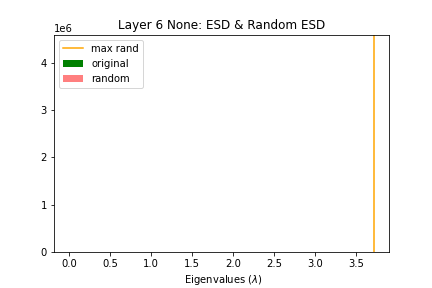 Layer 6 None: ESD & Random ESD
1e6
max rand
original
random
4
3
2
1
0
0.0 0.5 1.0 1.5 2.0 2.5 3.0 3.5
Eigenvalues (λ)